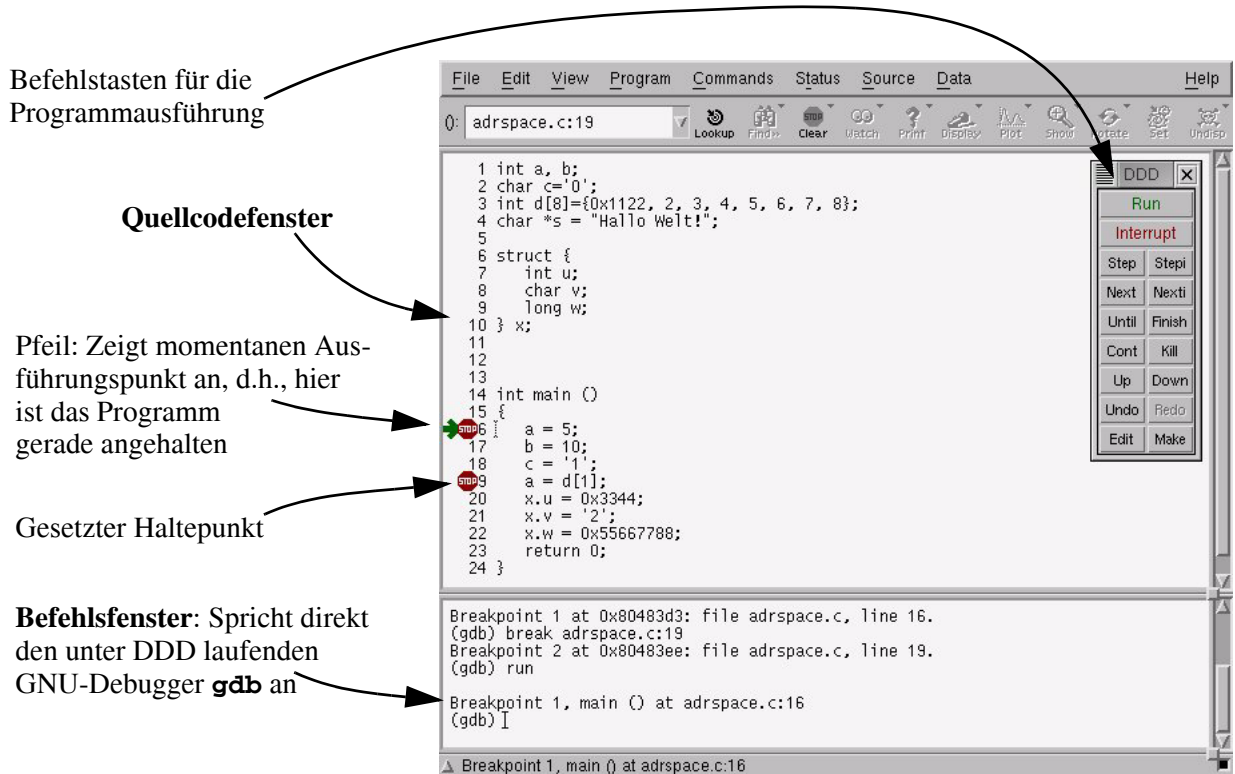 Befehlstasten für die
Programmausführung
Quellcodefenster
Pfeil: Zeigt momentanen Aus-
führungspunkt an, d.h., hier
ist das Programm
gerade angehalten
Gesetzter Haltepunkt
Befehlsfenster: Spricht direkt
den unter DDD laufenden
GNU-Debugger gdb an
File Edit View Program Commands Status Source Data Help
(): adrspace.c:19
Lookup Find» Clear Watch Print Display Plot Show Rotate Set Undisp
1 int a, b;
2 char c='0';
3 int d[8]={0x1122, 2, 3, 4, 5, 6, 7, 8};
4 char *s = "Hallo Welt!";
5
6 struct {
7 int u;
8 char v;
9 long w;
10 } x;
11
12
13
14 int main ()
15 {
STOP 6 a = 5;
17 b = 10;
18 c = '1';
STOP 9 a = d[1];
20 x.u = 0x3344;
21 x.v = '2';
22 x.w = 0x55667788;
23 return 0;
24 }
DDD
Run
Interrupt
Step Stepi
Next Nexti
Until Finish
Cont Kill
Up Down
Undo Redo
Edit Make
Breakpoint 1 at 0x80483d3: file adrspace.c, line 16.
(gdb) break adrspace.c:19
Breakpoint 2 at 0x80483ee: file adrspace.c, line 19.
(gdb) run
Breakpoint 1, main () at adrspace.c:16
(gdb)
Breakpoint 1, main () at adrspace.c:16